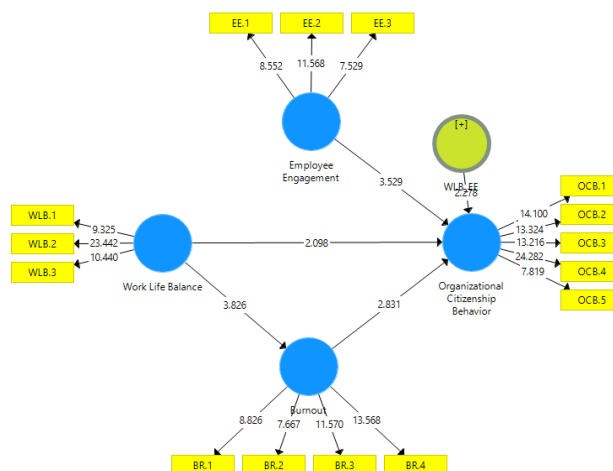 EE.1
EE.2
EE.3
8.552
11.568
7.529
Employee
Engagement
[+]
WLB_EE
2.278
3.529
WLB.1
WLB.2
WLB.3
9.325
23.442
10.440
Work Life Balance
2.098
3.826
2.831
OCB.1
OCB.2
OCB.3
OCB.4
OCB.5
14.100
13.324
13.216
24.282
7.819
Organizational
Citizenship
Behavior
Burnout
8.826
7.667
11.570
13.568
BR.1
BR.2
BR.3
BR.4